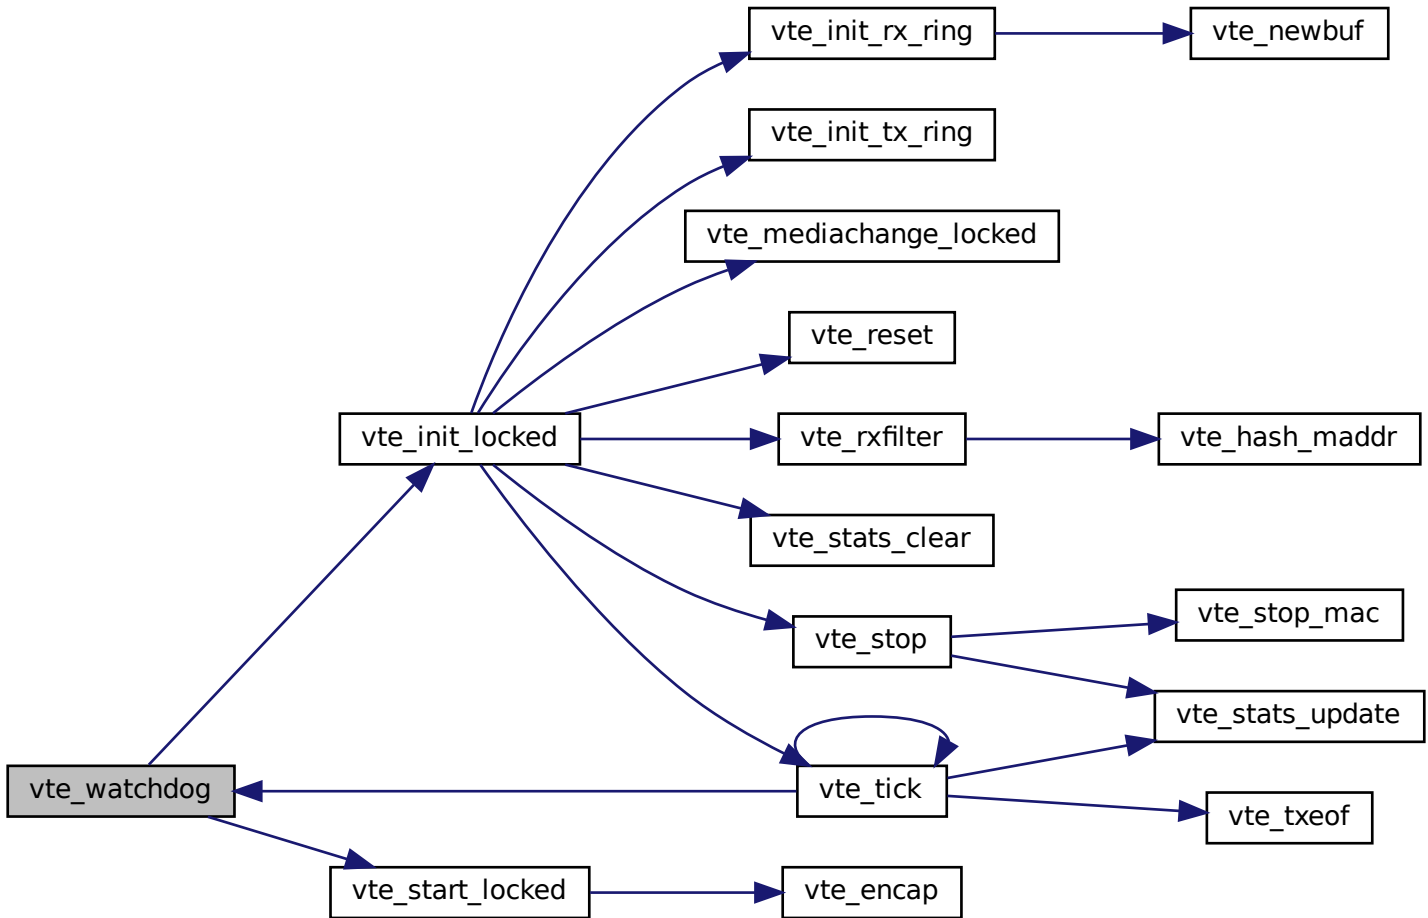 vte_init_rx_ring
vte_newbuf
vte_init_tx_ring
vte_mediachange_locked
vte_reset
vte_init_locked
vte_rxfilter
vte_hash_maddr
vte_stats_clear
vte_stop
vte_stop_mac
vte_stats_update
vte_watchdog
vte_tick
vte_txeof
vte_start_locked
vte_encap